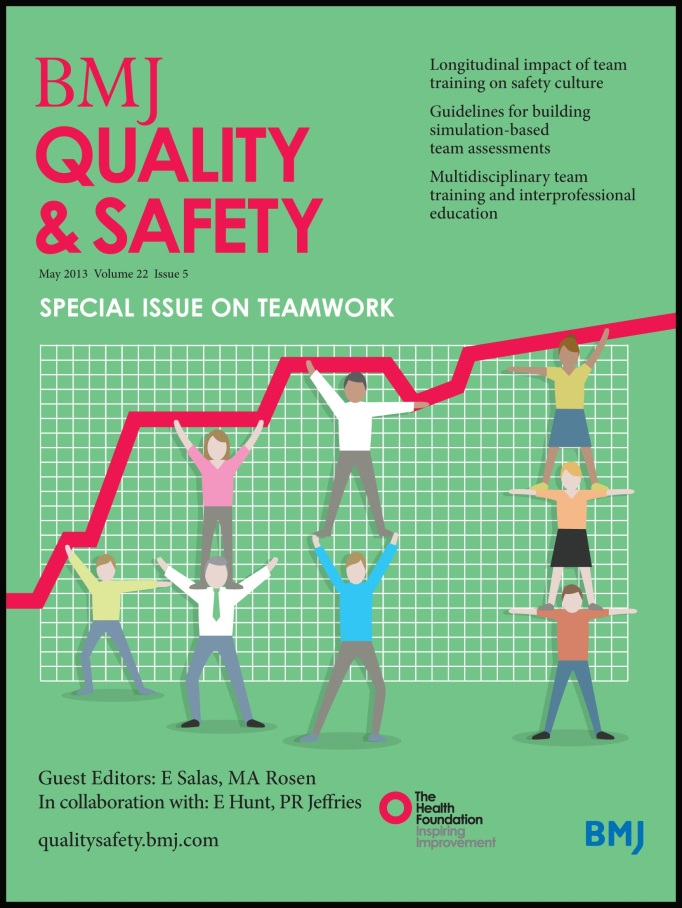 BMJ
QUALITY
& SAFETY
May 2013 Volume 22 Issue 5
SPECIAL ISSUE ON TEAMWORK
Longitudinal impact of team
training on safety culture
Guidelines for building
simulation-based
team assessments
Multidisciplinary team
training and interprofessional
education
Guest Editors: E Salas, MA Rosen
In collaboration with: E Hunt, PR Jeffries
qualitysafety.bmj.com
The
Health
Foundation
Inspiring
Improvement
BMJ